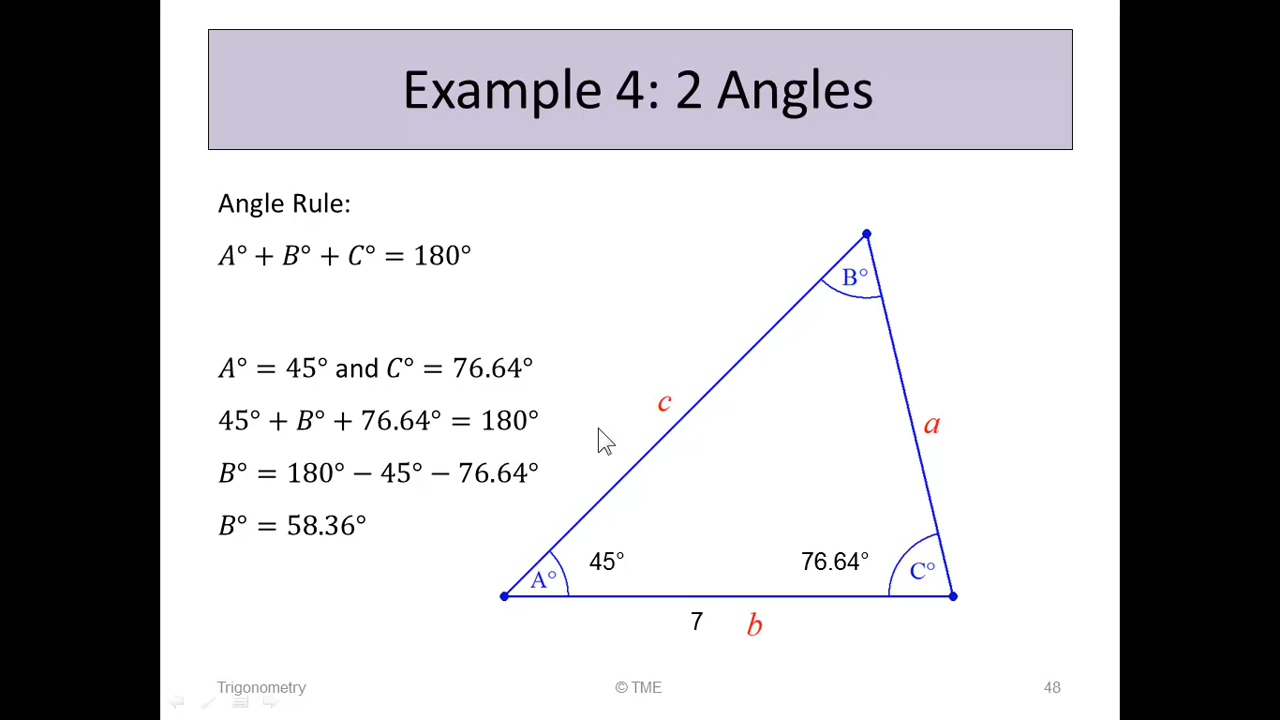 Example 4: 2 Angles
Angle Rule:
A° + B° + C° = 180°
B°
A° = 45° and C° = 76.64°
c
45° + B° + 76.64° = 180°
a
B° = 180° − 45° − 76.64°
B° = 58.36°
45°
76.64°
A°
C°
7
b
Trigonometry
© TME
48